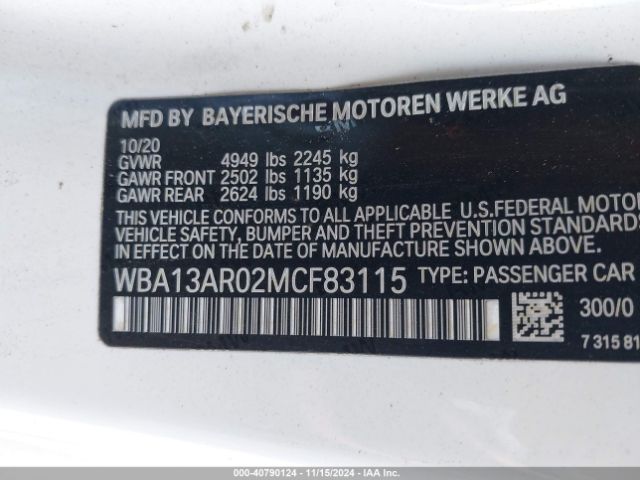 MFD BY BAYERISCHE MOTOREN WERKE AG
10/20
GVWR 4949 lbs 2245 kg
GAWR FRONT 2502 lbs 1135 kg
GAWR REAR 2624 lbs 1190 kg
THIS VEHICLE CONFORMS TO ALL APPLICABLE U.S.FEDERAL MOTOR
VEHICLE SAFETY, BUMPER AND THEFT PREVENTION STANDARDS
IN EFFECT ON THE DATE OF MANUFACTURE SHOWN ABOVE.
WBA13AR02MCF83115 TYPE: PASSENGER CAR
300/0
7 315 81
000-40790124 - 11/15/2024 - IAAI.COM